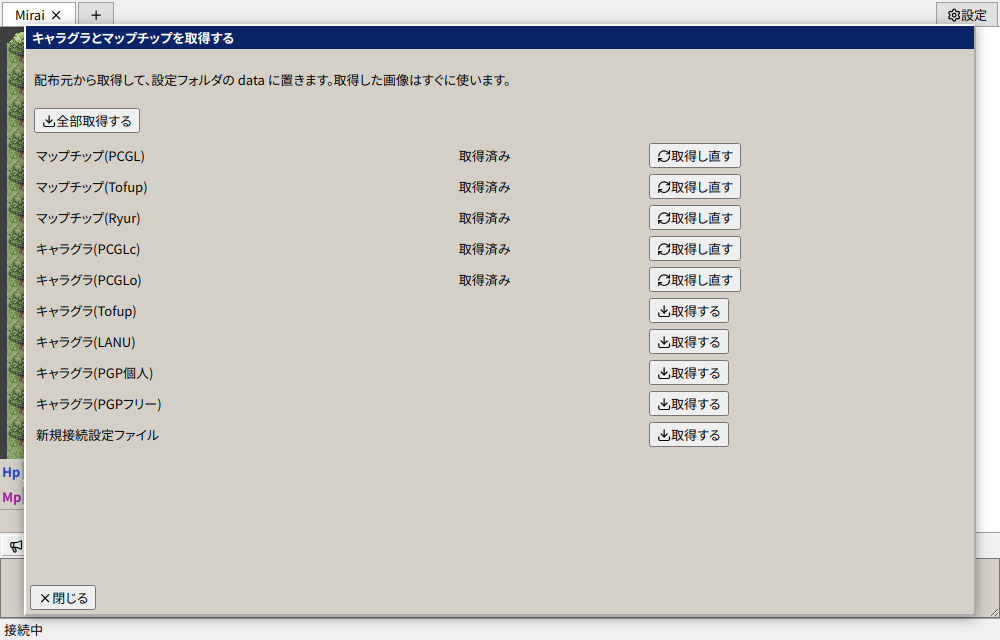 Mirai
設定
キャラグラとマップチップを取得する
配布元から取得して、設定フォルダの data に置きます。取得した画像はすぐに使います。
全部取得する
マップチップ(PCGL) 取得済み 取得し直す
マップチップ(Tofup) 取得済み 取得し直す
マップチップ(Ryur) 取得済み 取得し直す
キャラグラ(PCGLc) 取得済み 取得し直す
キャラグラ(PCGLo) 取得済み 取得し直す
キャラグラ(Tofup) 取得する
キャラグラ(LANU) 取得する
キャラグラ(PGP個人) 取得する
キャラグラ(PGPフリー) 取得する
新規接続設定ファイル 取得する
Hp
Mp
閉じる
接続中